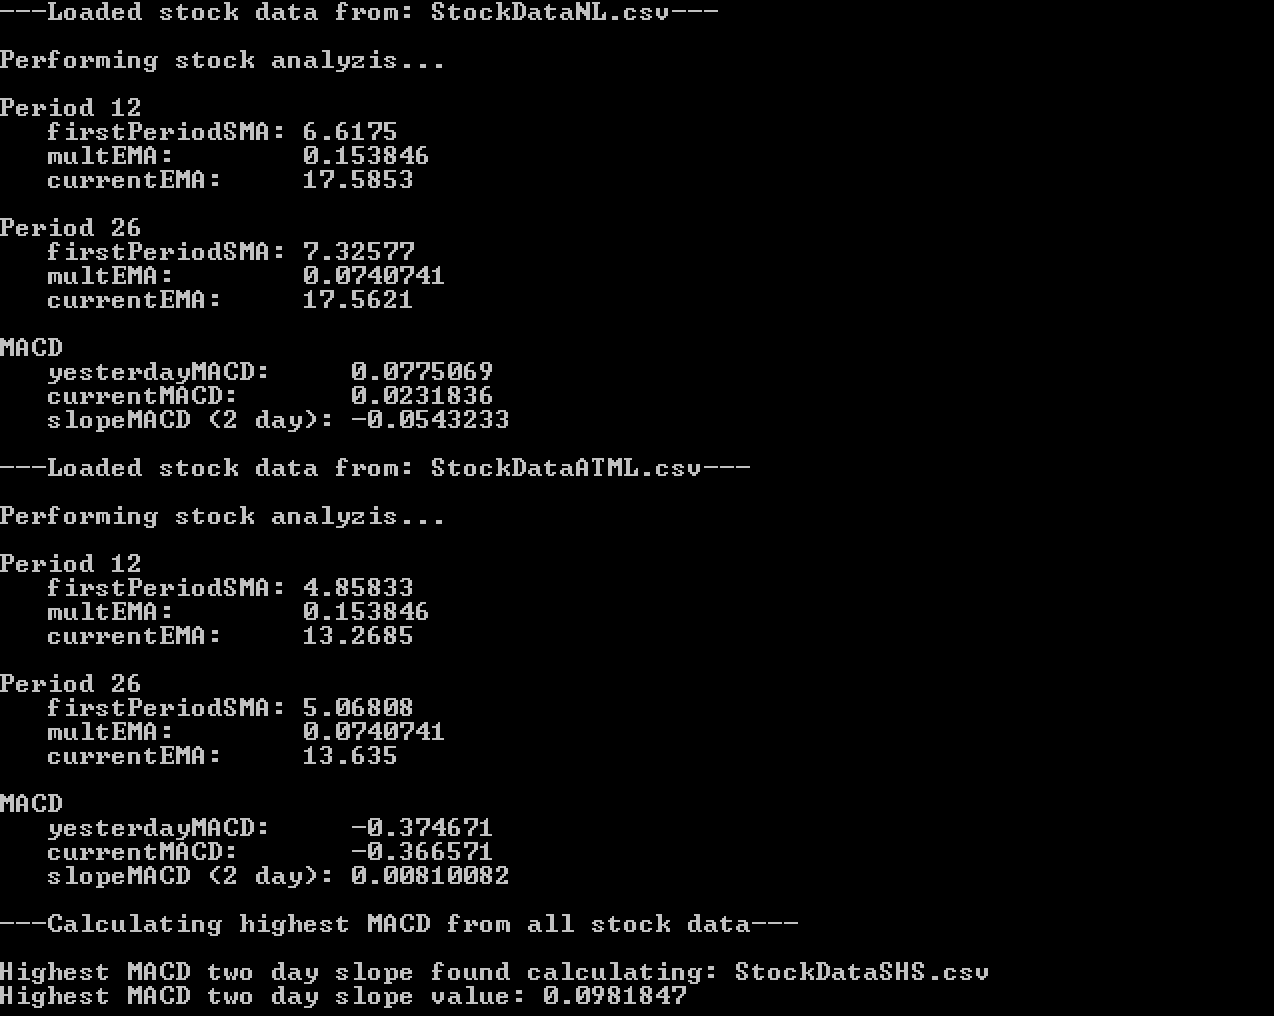 ---Loaded stock data from: StockDataNL.csv---
Performing stock analyzis...
Period 12
firstPeriodSMA: 6.6175
multEMA: 0.153846
currentEMA: 17.5853
Period 26
firstPeriodSMA: 7.32577
multEMA: 0.0740741
currentEMA: 17.5621
MACD
yesterdayMACD: 0.0775069
currentMACD: 0.0231836
slopeMACD (2 day): -0.0543233
---Loaded stock data from: StockDataATML.csv---
Performing stock analyzis...
Period 12
firstPeriodSMA: 4.85833
multEMA: 0.153846
currentEMA: 13.2685
Period 26
firstPeriodSMA: 5.06808
multEMA: 0.0740741
currentEMA: 13.635
MACD
yesterdayMACD: -0.374671
currentMACD: -0.366571
slopeMACD (2 day): 0.00810082
---Calculating highest MACD from all stock data---
Highest MACD two day slope found calculating: StockDataSHS.csv
Highest MACD two day slope value: 0.0981847